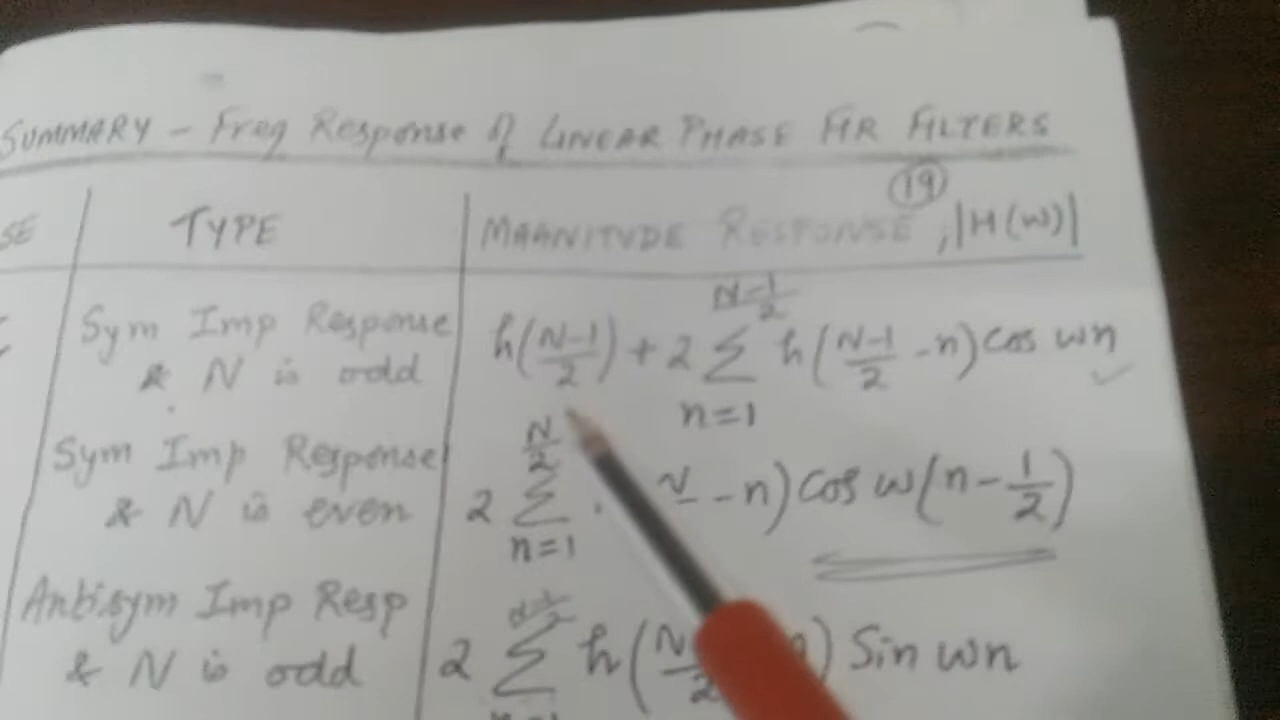 SUMMARY - Freq Response of LINEAR PHASE FIR FILTERS
19
SE TYPE MAGNITUDE RESPONSE, |H(w)|
Sym Imp Response & N is odd h((N-1)/2) + 2 Σ_{n=1}^{(N-1)/2} h((N-1)/2 - n) cos wn ✓
Sym Imp Response & N is even 2 Σ_{n=1}^{N/2} N - n) cos w(n - 1/2)
Antisym Imp Resp & N is odd 2 Σ h(N 2 ) Sin wn